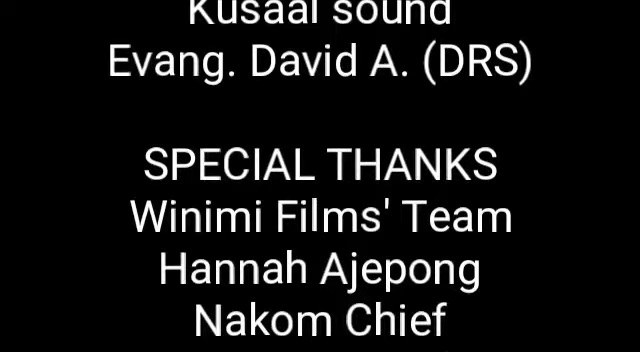 Kusaal sound
Evang. David A. (DRS)
SPECIAL THANKS
Winimi Films' Team
Hannah Ajepong
Nakom Chief